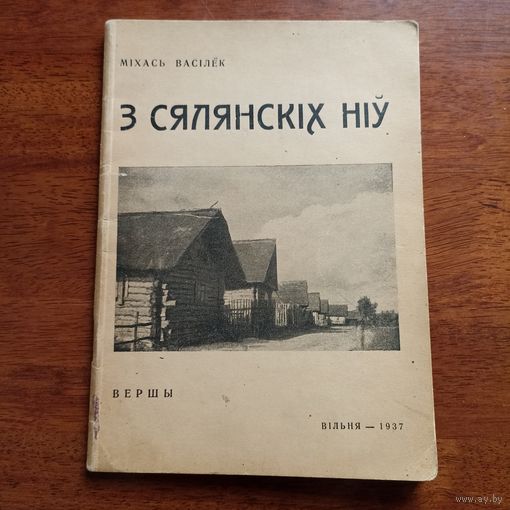 МІХАСЬ ВАСІЛЁК
З СЯЛЯНСКІХ НІЎ
ВЕРШЫ
ВІЛЬНЯ — 1937
www.ay.by